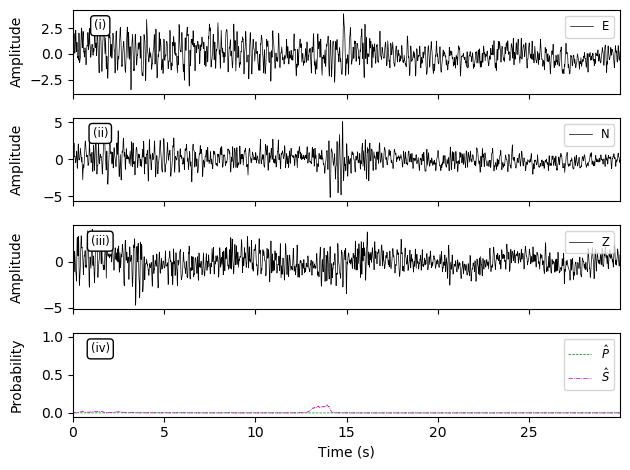 (i)
E
Amplitude
2.5
0.0
−2.5
(ii)
N
Amplitude
5
0
−5
(iii)
Z
Amplitude
0
−5
(iv)
P̂
Ŝ
Probability
1.0
0.5
0.0
0 5 10 15 20 25
Time (s)